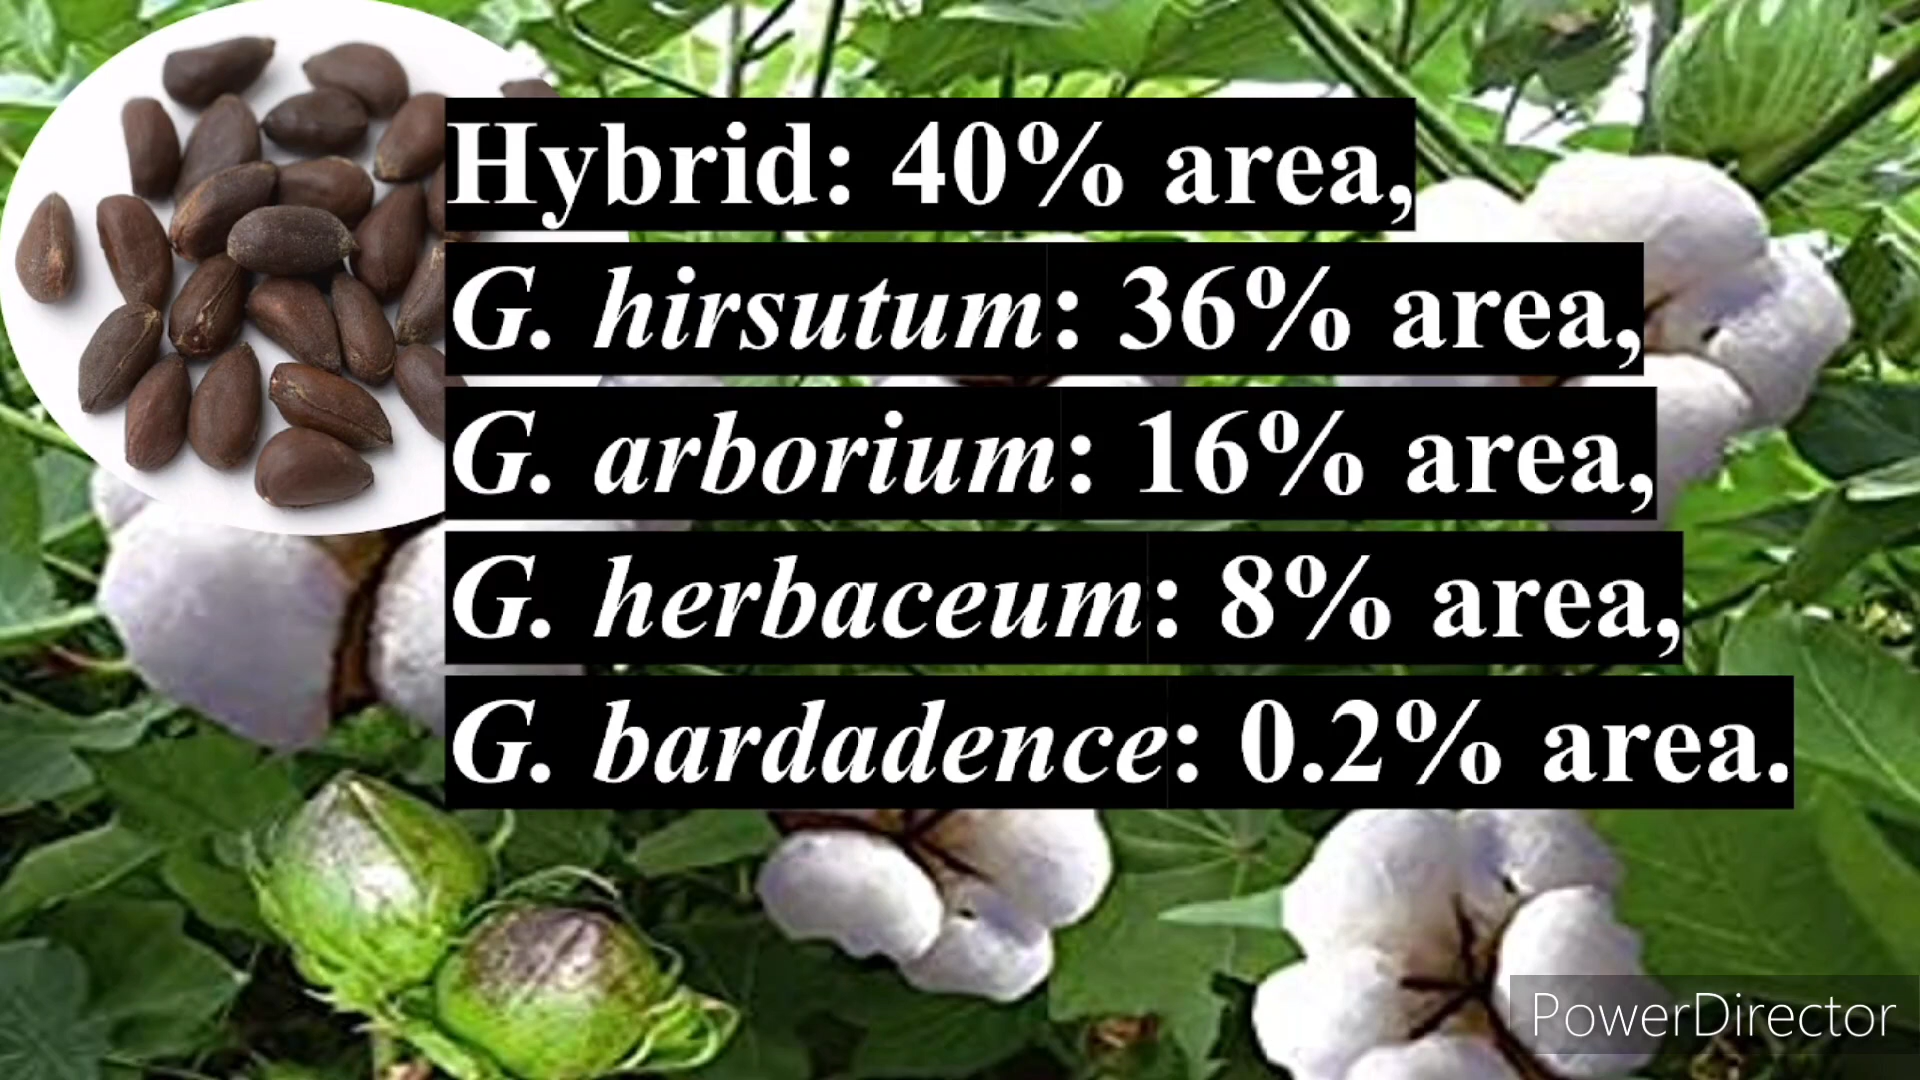 Hybrid: 40% area,
G. hirsutum: 36% area,
G. arborium: 16% area,
G. herbaceum: 8% area,
G. bardadence: 0.2% area.
PowerDirector